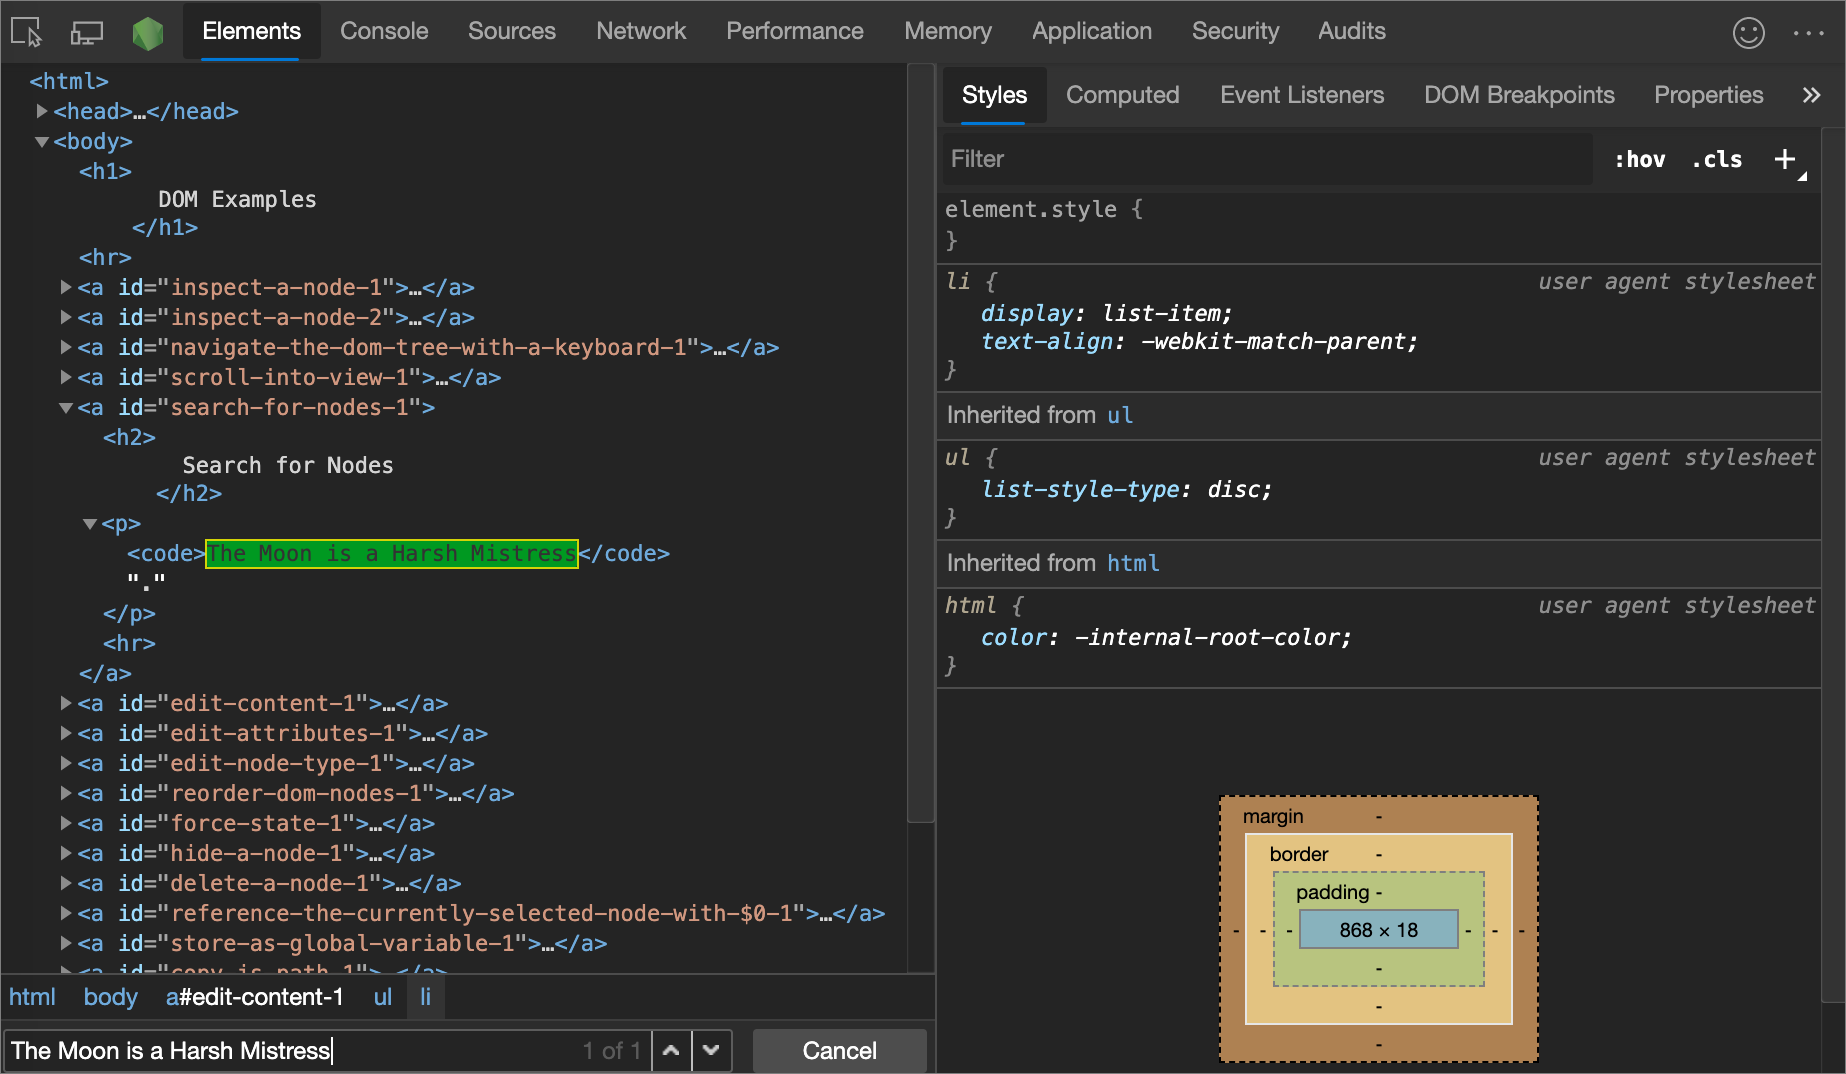 Elements Console Sources Network Performance Memory Application Security Audits
<html>
<head>…</head>
<body>
<h1>
DOM Examples
</h1>
<hr>
<a id="inspect-a-node-1">…</a>
<a id="inspect-a-node-2">…</a>
<a id="navigate-the-dom-tree-with-a-keyboard-1">…</a>
<a id="scroll-into-view-1">…</a>
<a id="search-for-nodes-1">
<h2>
Search for Nodes
</h2>
<p>
<code>The Moon is a Harsh Mistress</code>
"."
</p>
<hr>
</a>
<a id="edit-content-1">…</a>
<a id="edit-attributes-1">…</a>
<a id="edit-node-type-1">…</a>
<a id="reorder-dom-nodes-1">…</a>
<a id="force-state-1">…</a>
<a id="hide-a-node-1">…</a>
<a id="delete-a-node-1">…</a>
<a id="reference-the-currently-selected-node-with-$0-1">…</a>
<a id="store-as-global-variable-1">…</a>
<a id="copy-js-path-1">…</a>
html body a#edit-content-1 ul li
The Moon is a Harsh Mistress 1 of 1 Cancel
Styles Computed Event Listeners DOM Breakpoints Properties »
Filter :hov .cls +
element.style {
}
li { user agent stylesheet
display: list-item;
text-align: -webkit-match-parent;
}
Inherited from ul
ul { user agent stylesheet
list-style-type: disc;
}
Inherited from html
html { user agent stylesheet
color: -internal-root-color;
}
margin -
border -
padding -
- - - 868 × 18 - - -
-
-
-